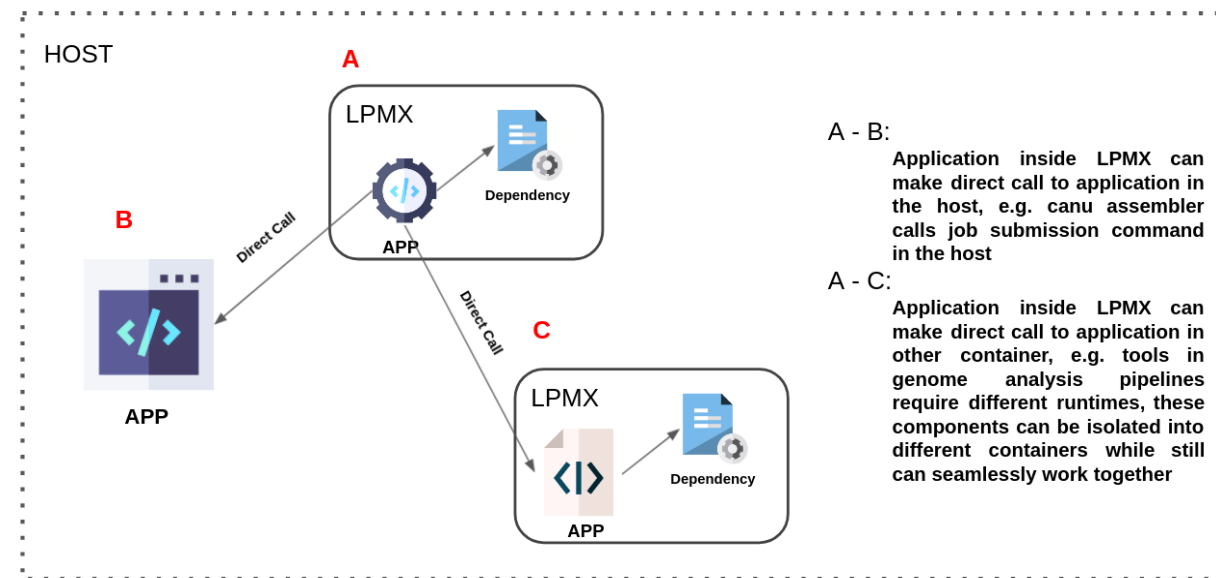 HOST
A
LPMX
Dependency
APP
Direct Call
B
APP
Direct Call
C
LPMX
Dependency
APP
A - B:
Application inside LPMX can
make direct call to application in
the host, e.g. canu assembler
calls job submission command
in the host
A - C:
Application inside LPMX can
make direct call to application in
other container, e.g. tools in
genome analysis pipelines
require different runtimes, these
components can be isolated into
different containers while still
can seamlessly work together